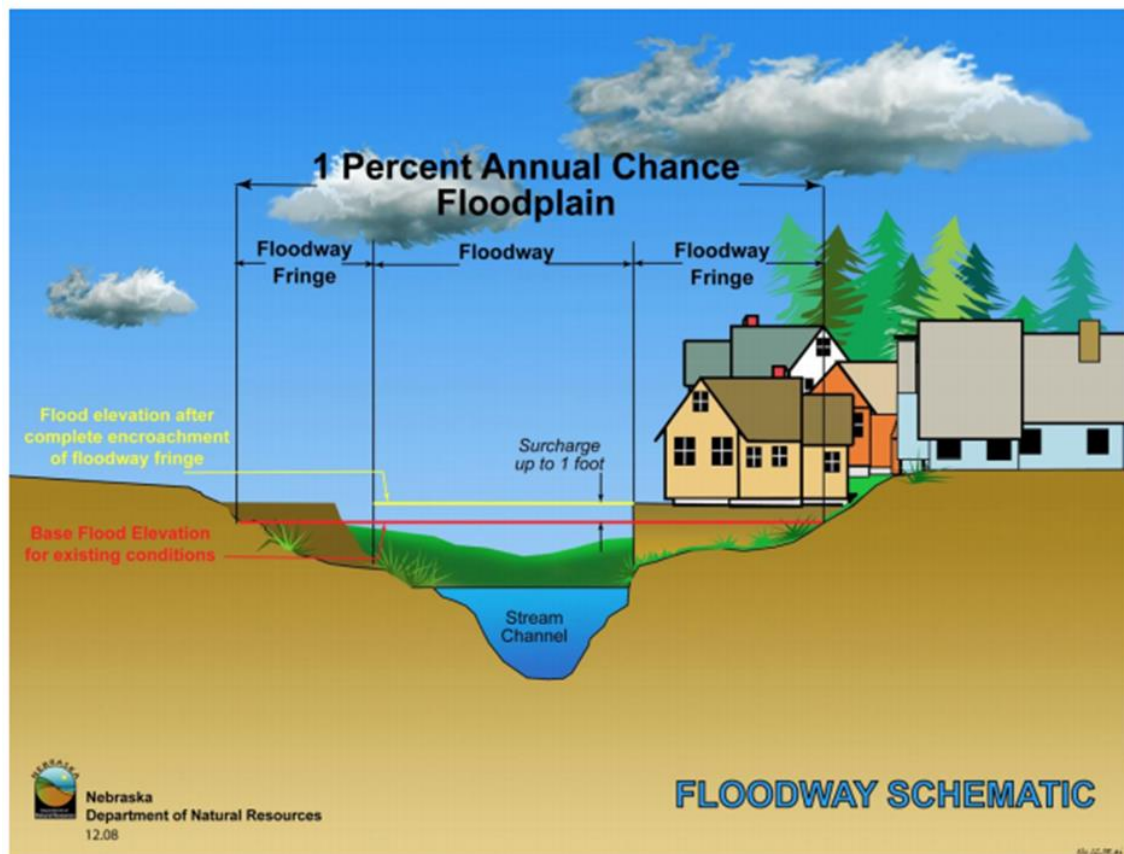 1 Percent Annual Chance
Floodplain
Floodway
Fringe
Floodway
Floodway
Fringe
Flood elevation after
complete encroachment
of floodway fringe
Surcharge
up to 1 foot
Base Flood Elevation
for existing conditions
Stream
Channel
NEBRASKA
Nebraska
Department of Natural Resources
12.08
FLOODWAY SCHEMATIC